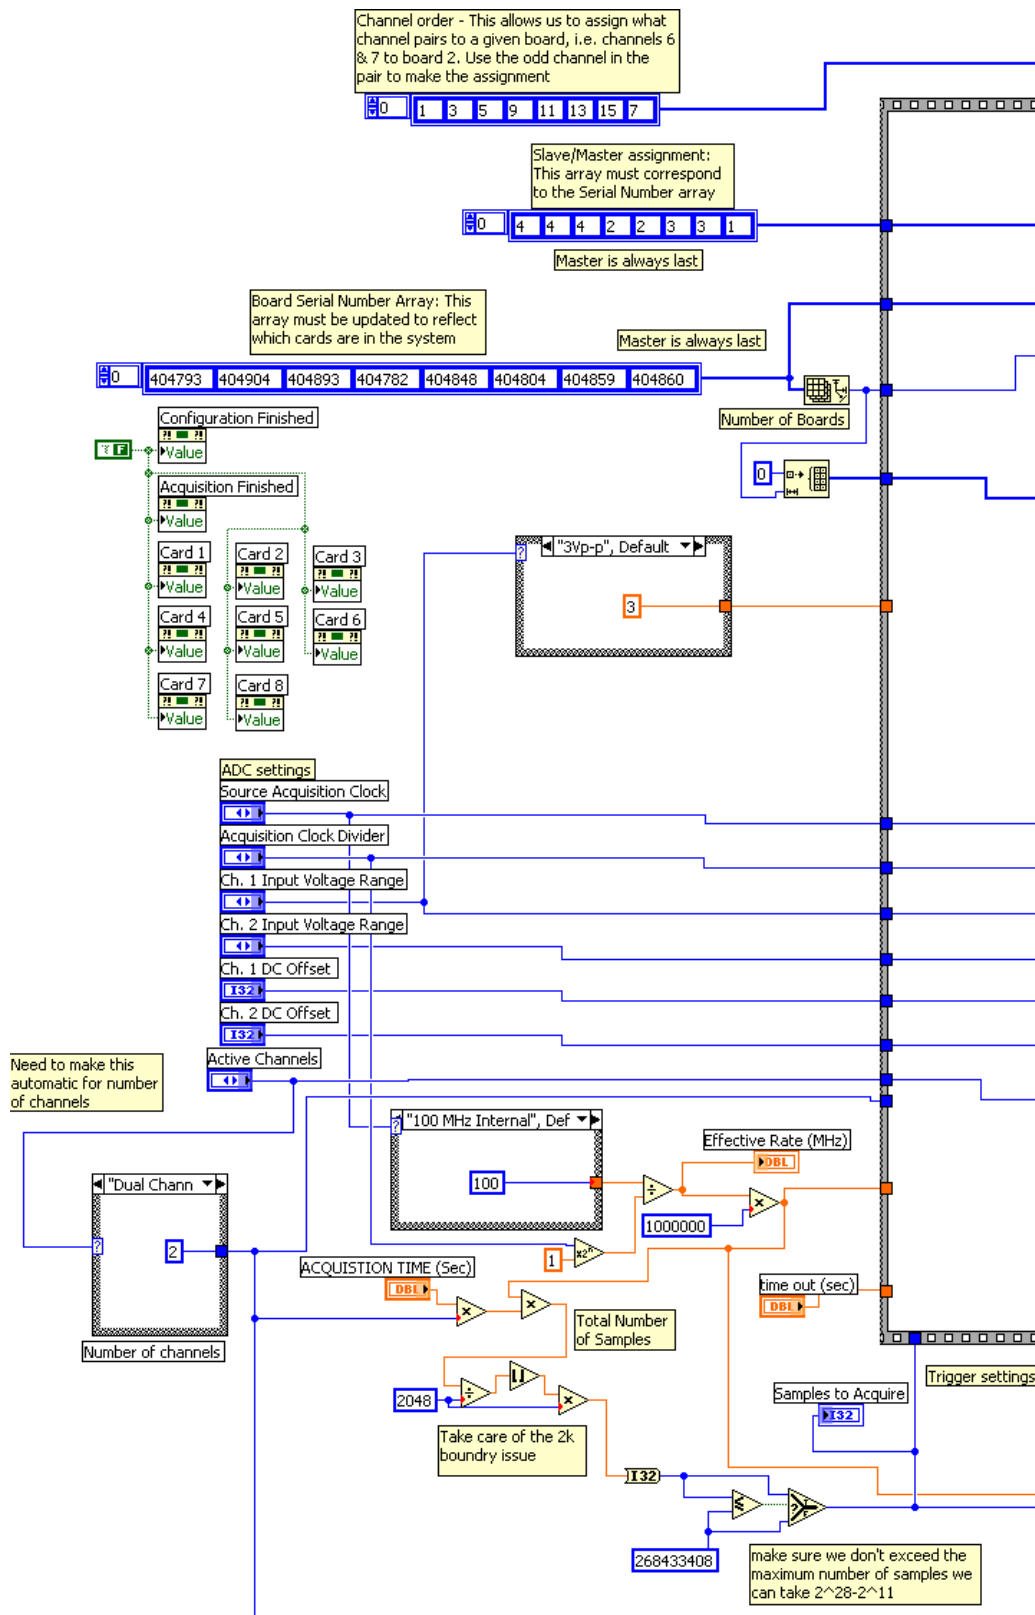 Channel order - This allows us to assign what
channel pairs to a given board, i.e. channels 6
& 7 to board 2. Use the odd channel in the
pair to make the assignment
0 1 3 5 9 11 13 15 7
Slave/Master assignment:
This array must correspond
to the Serial Number array
0 4 4 4 2 2 3 3 1
Master is always last
Board Serial Number Array: This
array must be updated to reflect
which cards are in the system
Master is always last
0 404793 404904 404893 404782 404848 404804 404859 404860
Number of Boards
0
Configuration Finished
F
Value
Acquisition Finished
Value
Card 1
Value
Card 2
Value
Card 3
Value
Card 4
Value
Card 5
Value
Card 6
Value
Card 7
Value
Card 8
Value
"3Vp-p", Default
?
3
ADC settings
Source Acquisition Clock
Acquisition Clock Divider
Ch. 1 Input Voltage Range
Ch. 2 Input Voltage Range
Ch. 1 DC Offset
I32
Ch. 2 DC Offset
I32
Active Channels
Need to make this
automatic for number
of channels
"100 MHz Internal", Def
?
100
Effective Rate (MHz)
DBL
÷
x
1000000
1
x2ⁿ
"Dual Chann
?
2
Number of channels
ACQUISTION TIME (Sec)
DBL
x
x
Total Number
of Samples
time out (sec)
DBL
2048
÷
x
Take care of the 2k
boundry issue
Trigger settings
Samples to Acquire
I32
I32
≤
?
268433408
make sure we don't exceed the
maximum number of samples we
can take 2^28-2^11